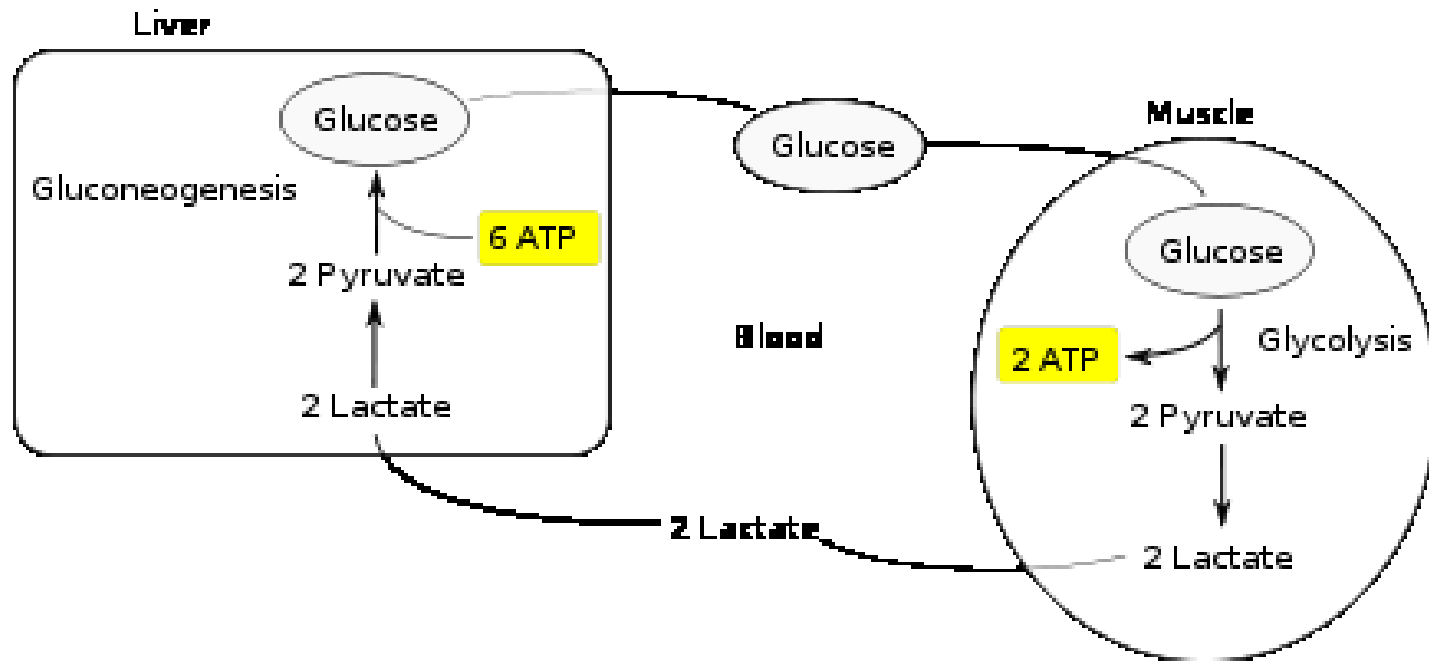 Liver
Glucose
Gluconeogenesis
6 ATP
2 Pyruvate
2 Lactate
Glucose
Blood
2 Lactate
Muscle
Glucose
2 ATP
Glycolysis
2 Pyruvate
2 Lactate